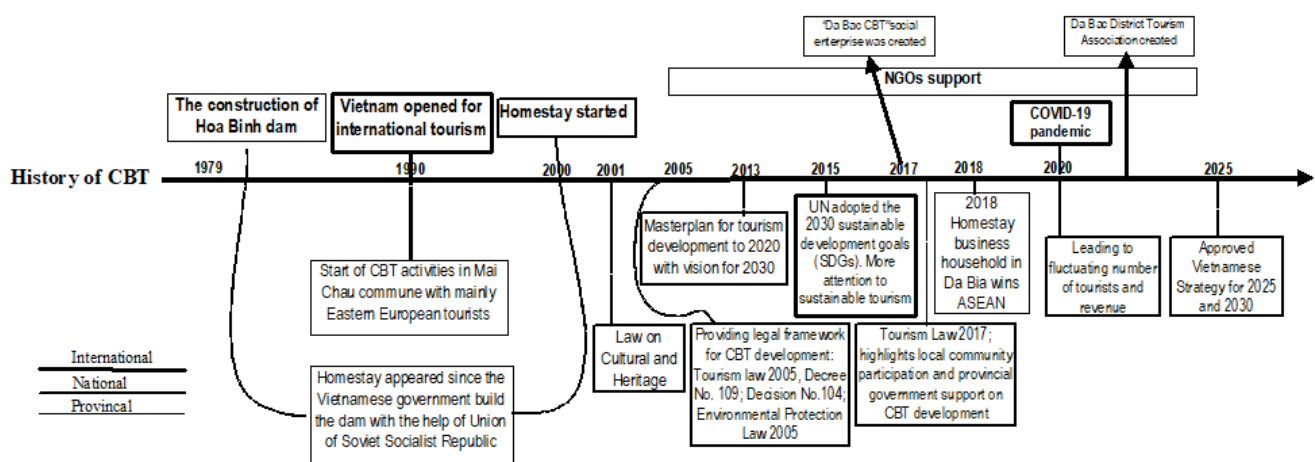 "Da Bac CBT" social
enterprise was created
Da Bac District Tourism
Association created
NGOs support
The construction of
Hoa Binh dam
Vietnam opened for
international tourism
Homestay started
COVID-19
pandemic
History of CBT
1979
1990
2000
2001
2005
2013
2015
2017
2018
2020
2025
Masterplan for tourism
development to 2020
with vision for 2030
UN adopted the
2030 sustainable
development goals
(SDGs). More
attention to
sustainable tourism
2018
Homestay
business
household in
Da Bia wins
ASEAN
Leading to
fluctuating number
of tourists and
revenue
Approved
Vietnamese
Strategy for 2025
and 2030
Start of CBT activities in Mai
Chau commune with mainly
Eastern European tourists
Law on
Cultural and
Heritage
Providing legal framework
for CBT development:
Tourism law 2005, Decree
No. 109; Decision No.104;
Environmental Protection
Law 2005
Tourism Law 2017;
highlights local community
participation and provincial
government support on
CBT development
Homestay appeared since the
Vietnamese government build
the dam with the help of Union
of Soviet Socialist Republic
International
National
Provincal